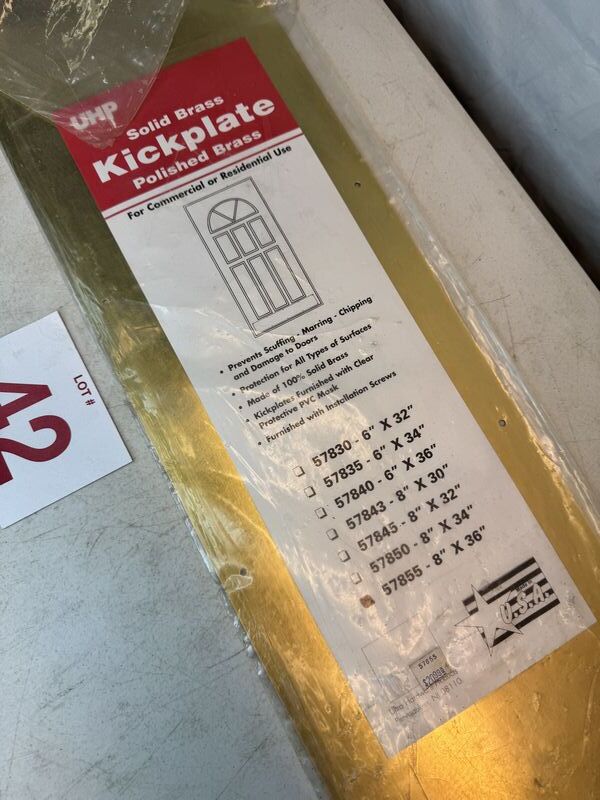 UHP
Solid Brass
Kickplate
Polished Brass
For Commercial or Residential Use
• Prevents Scuffing - Marring - Chipping
and Damage to Doors
• Protection for All Types of Surfaces
• Made of 100% Solid Brass
• Kickplates Furnished with Clear
Protective PVC Mask
• Furnished with Installation Screws
57830 - 6" X 32"
57835 - 6" X 34"
57840 - 6" X 36"
57843 - 8" X 30"
57845 - 8" X 32"
57850 - 8" X 34"
57855 - 8" X 36"
U.S.A.
57855
NJ 08110
LOT #
42